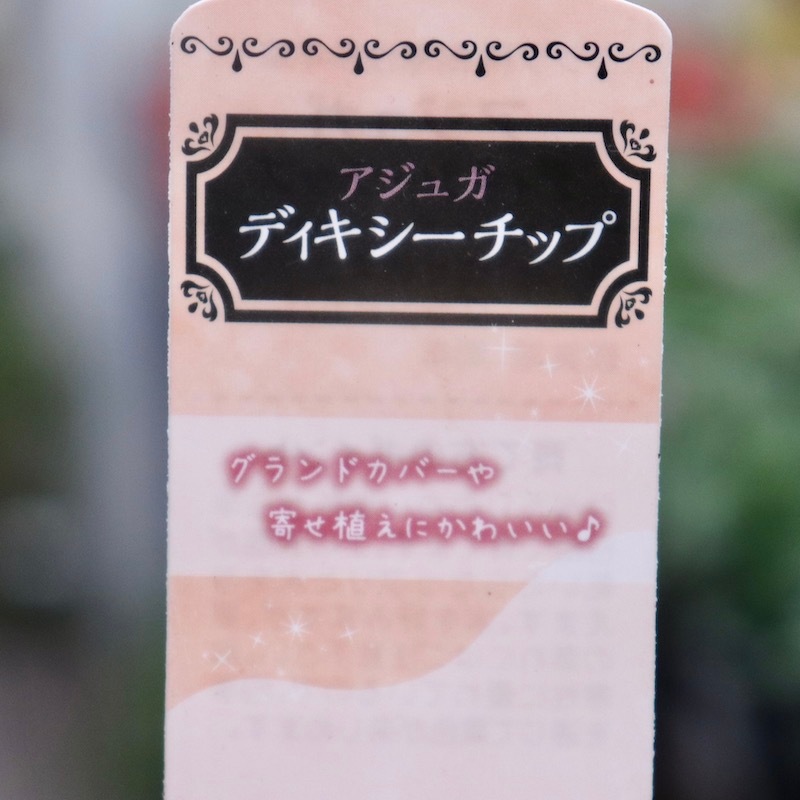 アジュガ
ディキシーチップ
グランドカバーや
寄せ植えにかわいい♪